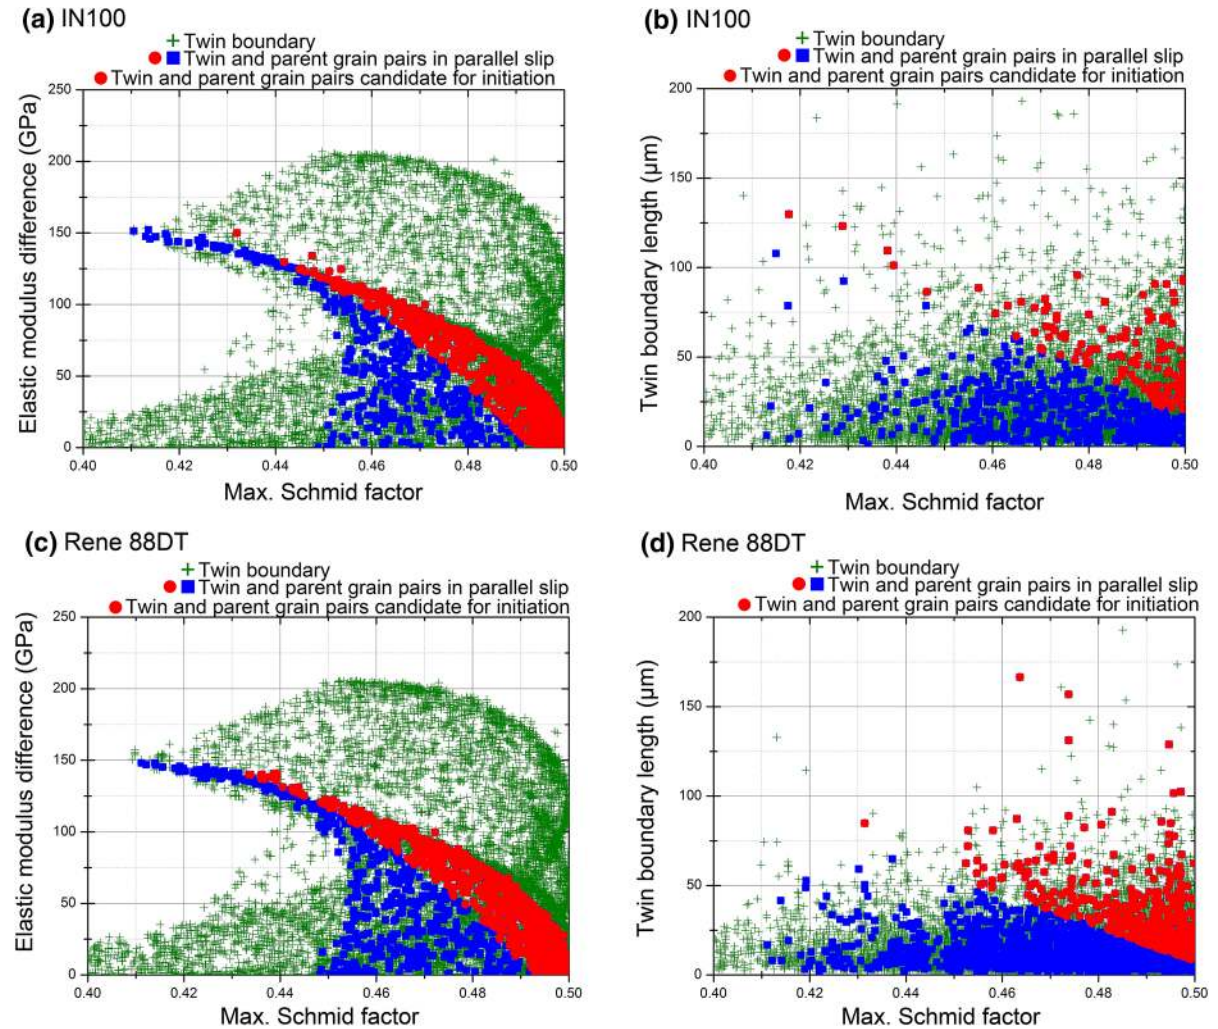 (a) IN100
+ Twin boundary
Twin and parent grain pairs in parallel slip
Twin and parent grain pairs candidate for initiation
250
200
150
100
50
0
Elastic modulus difference (GPa)
0.40 0.42 0.44 0.46 0.48 0.50
Max. Schmid factor
(b) IN100
+ Twin boundary
Twin and parent grain pairs in parallel slip
Twin and parent grain pairs candidate for initiation
200
150
100
50
0
Twin boundary length (μm)
0.40 0.42 0.44 0.46 0.48 0.50
Max. Schmid factor
(c) Rene 88DT
+ Twin boundary
Twin and parent grain pairs in parallel slip
Twin and parent grain pairs candidate for initiation
250
200
150
100
50
0
Elastic modulus difference (GPa)
0.40 0.42 0.44 0.46 0.48 0.50
Max. Schmid factor
(d) Rene 88DT
+ Twin boundary
Twin and parent grain pairs in parallel slip
Twin and parent grain pairs candidate for initiation
200
150
100
50
0
Twin boundary length (μm)
0.40 0.42 0.44 0.46 0.48 0.50
Max. Schmid factor